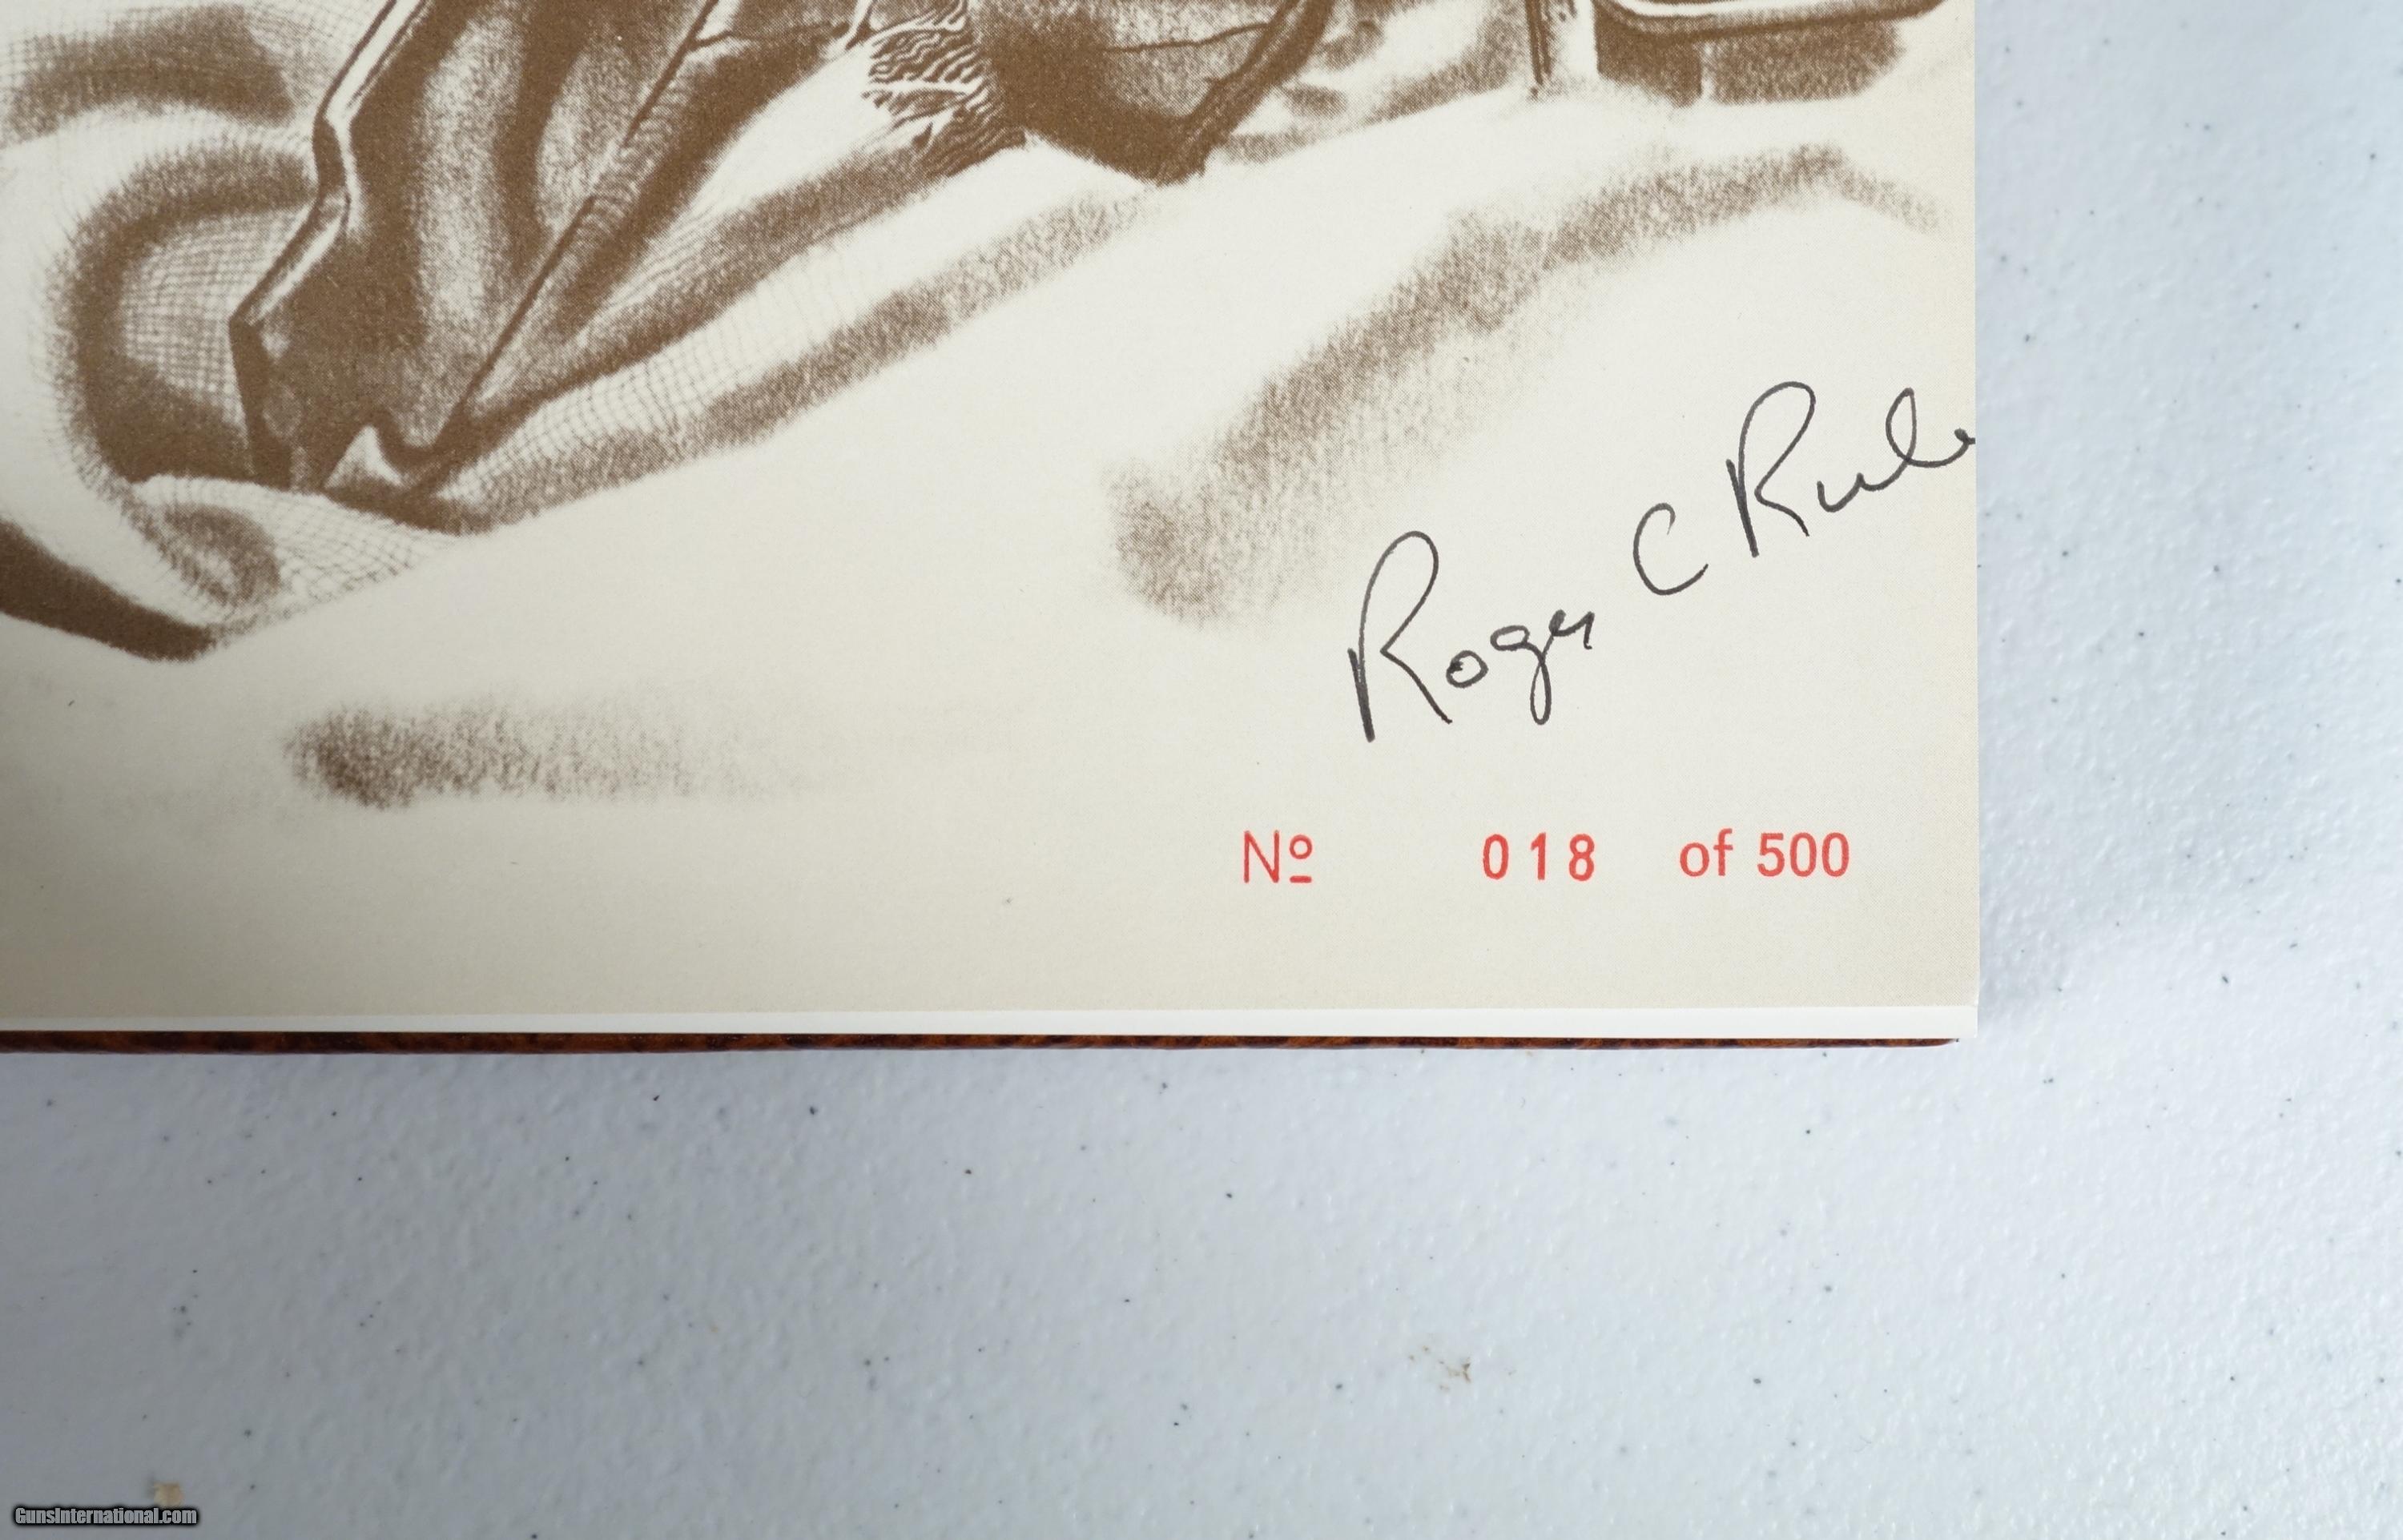 Roger C Rule
Nº 018 of 500
GunsInternational.com